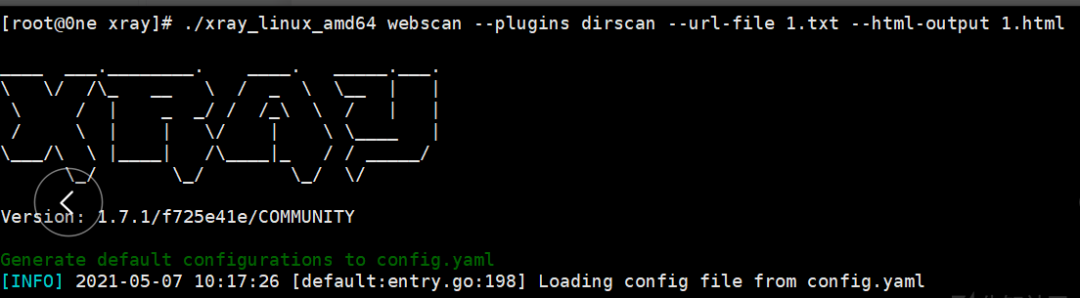 [root@0ne xray]# ./xray_linux_amd64 webscan --plugins dirscan --url-file 1.txt --html-output 1.html
XRAY
Version: 1.7.1/f725e41e/COMMUNITY
Generate default configurations to config.yaml
[INFO] 2021-05-07 10:17:26 [default:entry.go:198] Loading config file from config.yaml